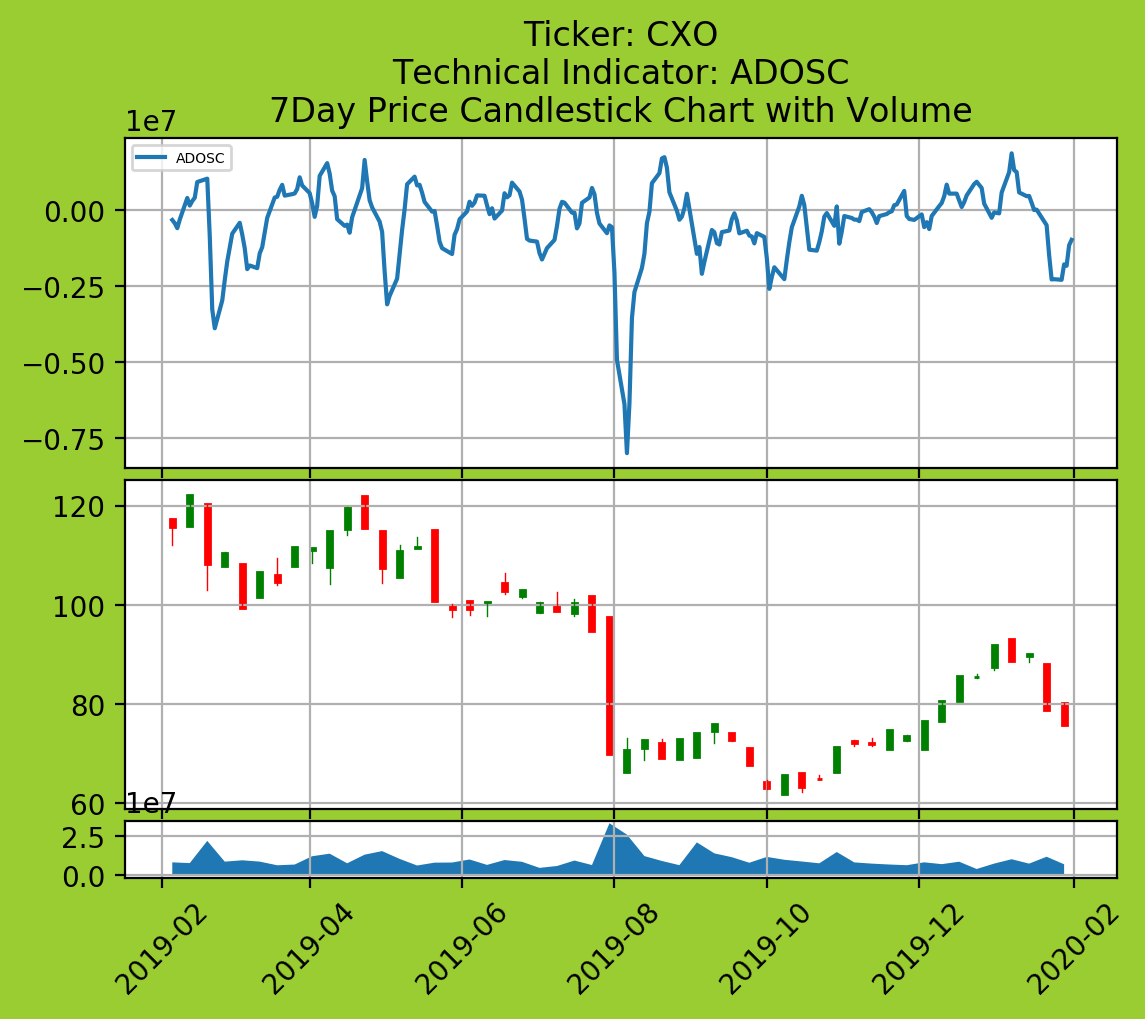 Ticker: CXO
Technical Indicator: ADOSC
7Day Price Candlestick Chart with Volume
1e7
ADOSC
0.00
−0.25
−0.50
−0.75
120
100
80
60
1e7
2.5
0.0
2019-02
2019-04
2019-06
2019-08
2019-10
2019-12
2020-02